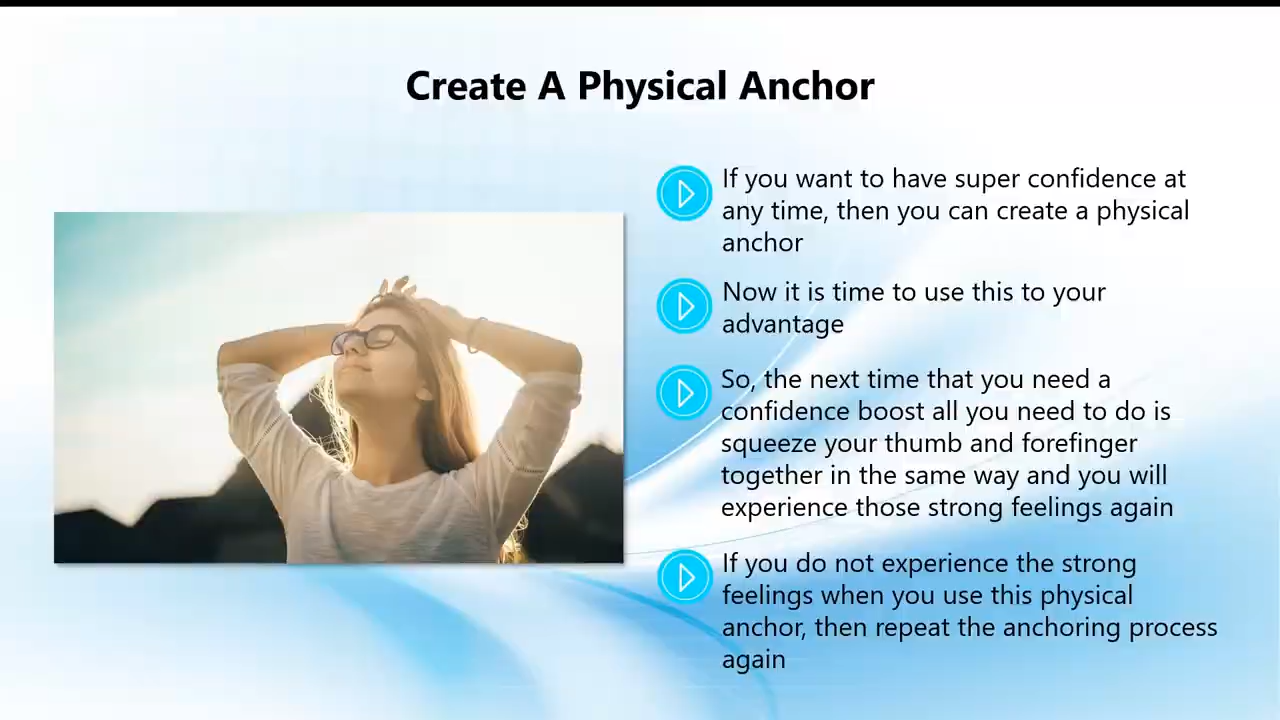 Create A Physical Anchor
If you want to have super confidence at
any time, then you can create a physical
anchor
Now it is time to use this to your
advantage
So, the next time that you need a
confidence boost all you need to do is
squeeze your thumb and forefinger
together in the same way and you will
experience those strong feelings again
If you do not experience the strong
feelings when you use this physical
anchor, then repeat the anchoring process
again